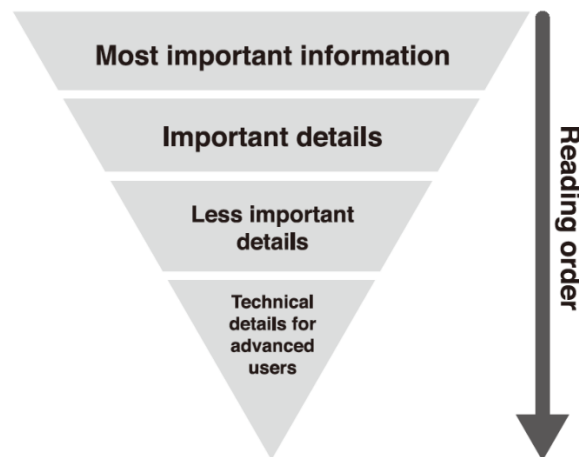 Most important information
Important details
Less important
details
Technical
details for
advanced
users
Reading order